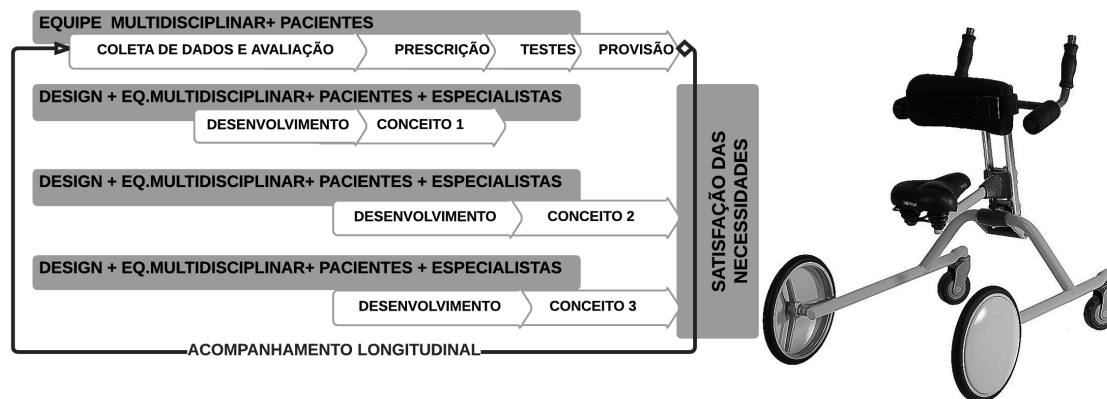 EQUIPE MULTIDISCIPLINAR+ PACIENTES
COLETA DE DADOS E AVALIAÇÃO
PRESCRIÇÃO
TESTES
PROVISÃO
DESIGN + EQ.MULTIDISCIPLINAR+ PACIENTES + ESPECIALISTAS
DESENVOLVIMENTO
CONCEITO 1
DESIGN + EQ.MULTIDISCIPLINAR+ PACIENTES + ESPECIALISTAS
DESENVOLVIMENTO
CONCEITO 2
DESIGN + EQ.MULTIDISCIPLINAR+ PACIENTES + ESPECIALISTAS
DESENVOLVIMENTO
CONCEITO 3
ACOMPANHAMENTO LONGITUDINAL
SATISFAÇÃO DAS
NECESSIDADES